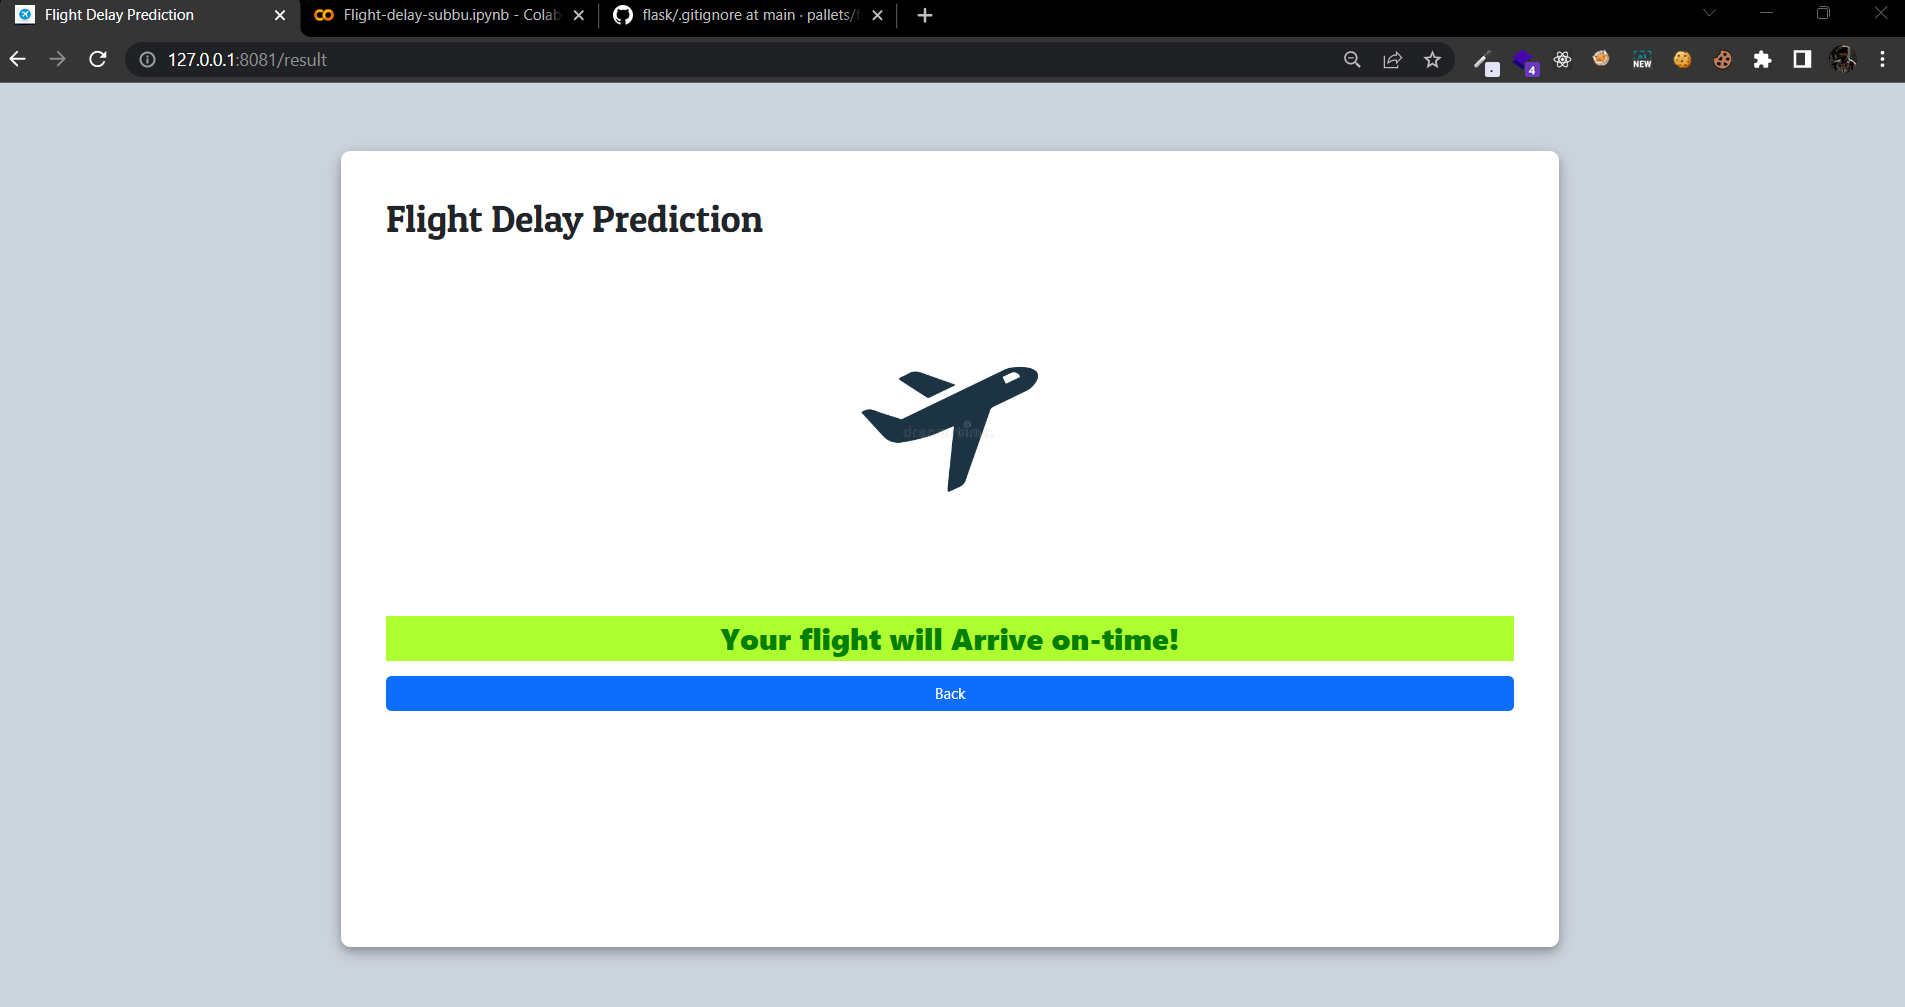 Flight Delay Prediction
Flight-delay-subbu.ipynb - Colab
flask/.gitignore at main · pallets/f
127.0.0.1:8081/result
NEW
4
Flight Delay Prediction
Your flight will Arrive on-time!
Back